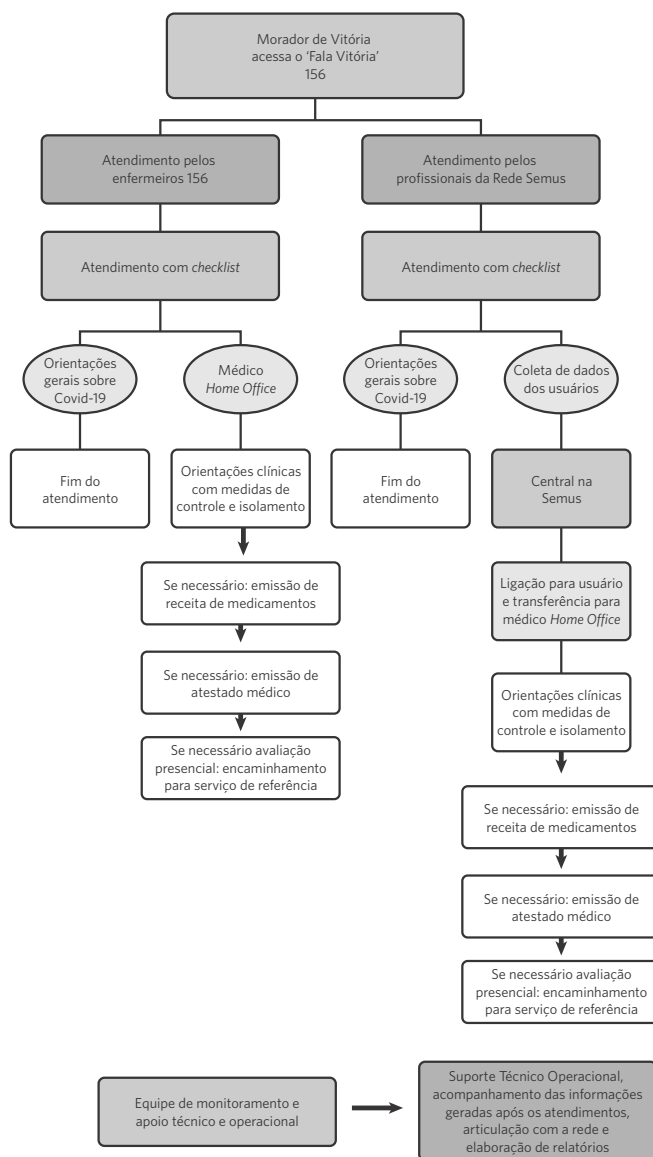 Morador de Vitória
acessa o ‘Fala Vitória’
156
Atendimento pelos
enfermeiros 156
Atendimento pelos
profissionais da Rede Semus
Atendimento com checklist
Atendimento com checklist
Orientações
gerais sobre
Covid-19
Médico
Home Office
Orientações
gerais sobre
Covid-19
Coleta de dados
dos usuários
Fim do
atendimento
Orientações clínicas
com medidas de
controle e isolamento
Fim do
atendimento
Central na
Semus
Se necessário: emissão de
receita de medicamentos
Ligação para usuário
e transferência para
médico Home Office
Se necessário: emissão de
atestado médico
Orientações clínicas
com medidas de
controle e isolamento
Se necessário avaliação
presencial: encaminhamento
para serviço de referência
Se necessário: emissão de
receita de medicamentos
Se necessário: emissão de
atestado médico
Se necessário avaliação
presencial: encaminhamento
para serviço de referência
Equipe de monitoramento e
apoio técnico e operacional
Suporte Técnico Operacional,
acompanhamento das informações
geradas após os atendimentos,
articulação com a rede e
elaboração de relatórios